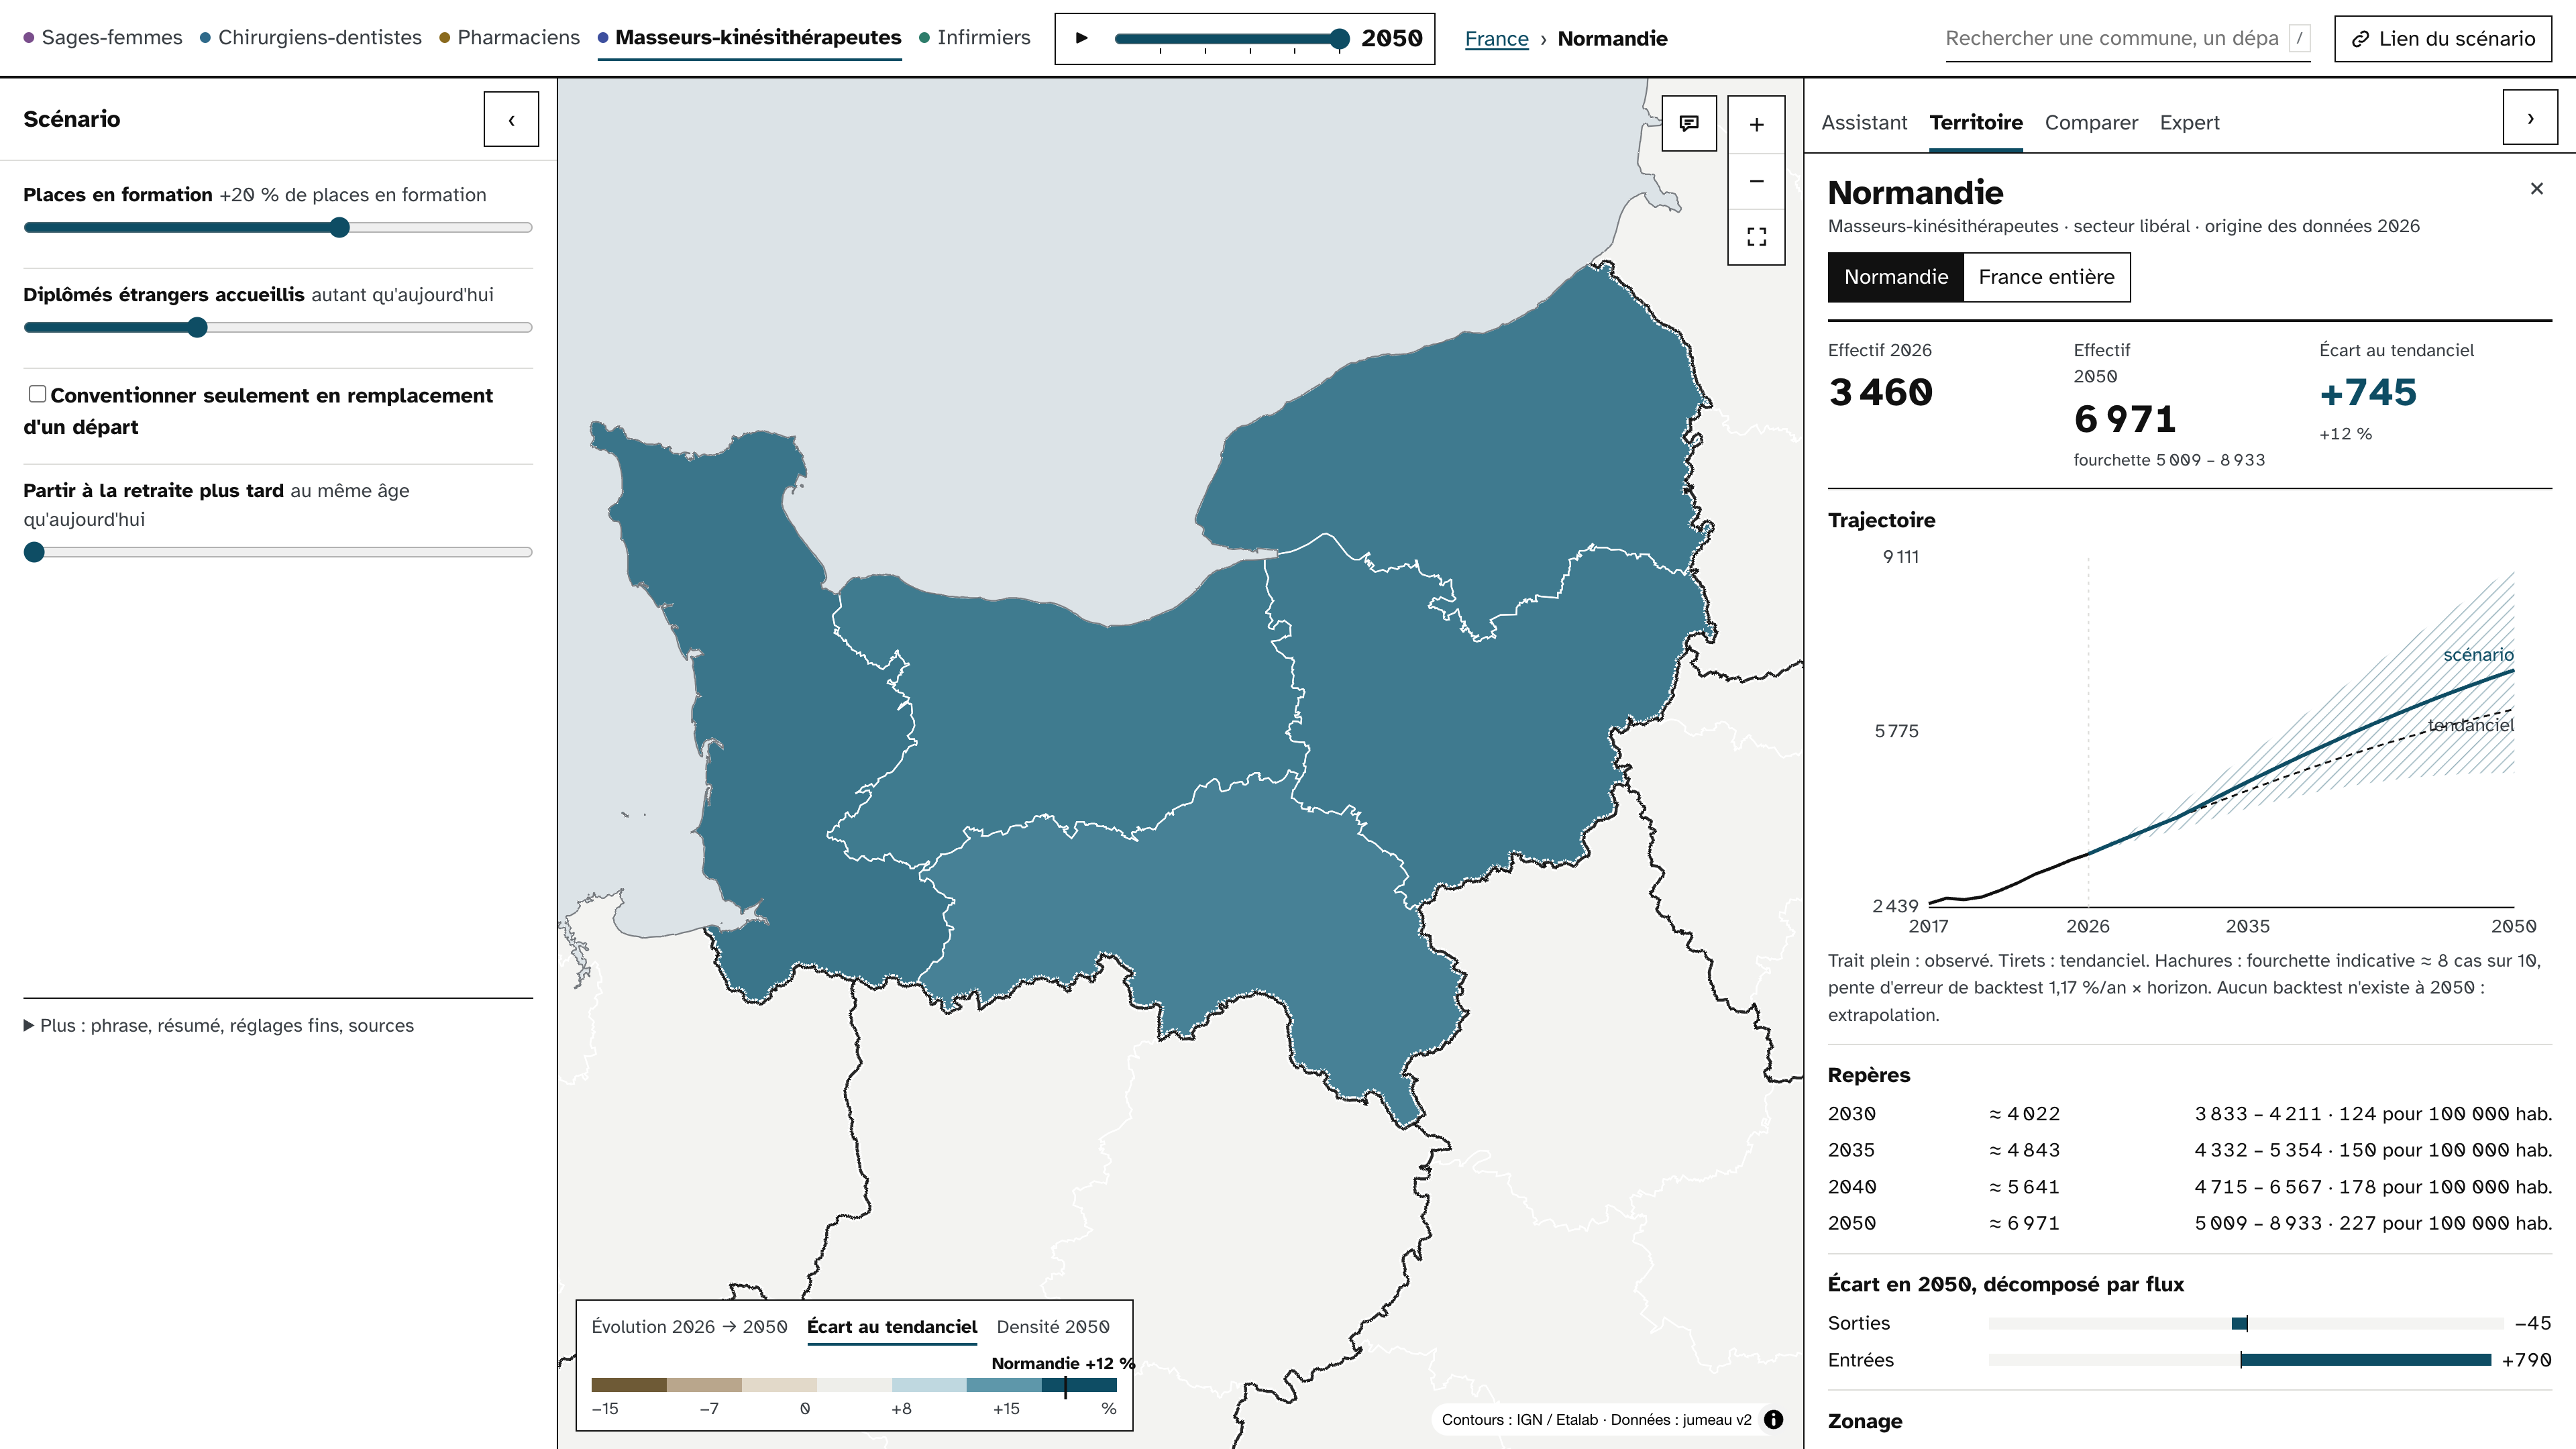 Sages-femmes Chirurgiens-dentistes Pharmaciens Masseurs-kinésithérapeutes Infirmiers 2050 France › Normandie Rechercher une commune, un dépa / Lien du scénario
Scénario
Places en formation +20 % de places en formation
Diplômés étrangers accueillis autant qu'aujourd'hui
Conventionner seulement en remplacement
d'un départ
Partir à la retraite plus tard au même âge
qu'aujourd'hui
Plus : phrase, résumé, réglages fins, sources
Évolution 2026 → 2050 Écart au tendanciel Densité 2050
Normandie +12 %
−15 −7 0 +8 +15 %
Contours : IGN / Etalab · Données : jumeau v2
Assistant Territoire Comparer Expert
Normandie
Masseurs-kinésithérapeutes · secteur libéral · origine des données 2026
Normandie France entière
Effectif 2026
3 460
Effectif
2050
6 971
fourchette 5 009 – 8 933
Écart au tendanciel
+745
+12 %
Trajectoire
9 111
scénario
tendanciel
5 775
2 439
2017 2026 2035 2050
Trait plein : observé. Tirets : tendanciel. Hachures : fourchette indicative ≈ 8 cas sur 10,
pente d'erreur de backtest 1,17 %/an × horizon. Aucun backtest n'existe à 2050 :
extrapolation.
Repères
2030 ≈ 4 022 3 833 – 4 211 · 124 pour 100 000 hab.
2035 ≈ 4 843 4 332 – 5 354 · 150 pour 100 000 hab.
2040 ≈ 5 641 4 715 – 6 567 · 178 pour 100 000 hab.
2050 ≈ 6 971 5 009 – 8 933 · 227 pour 100 000 hab.
Écart en 2050, décomposé par flux
Sorties −45
Entrées +790
Zonage